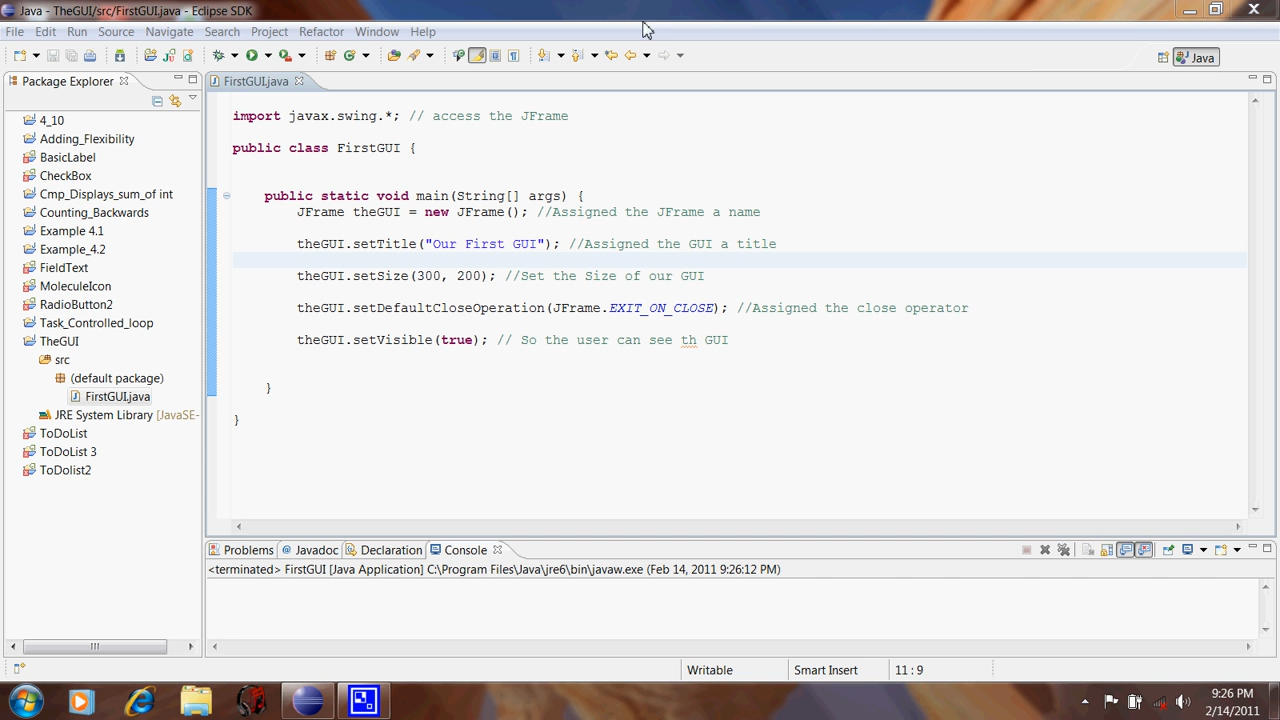 Java - TheGUI/src/FirstGUI.java - Eclipse SDK
File Edit Run Source Navigate Search Project Refactor Window Help
Java
Package Explorer
FirstGUI.java
4_10
Adding_Flexibility
BasicLabel
CheckBox
Cmp_Displays_sum_of int
Counting_Backwards
Example 4.1
Example_4.2
FieldText
MoleculeIcon
RadioButton2
Task_Controlled_loop
TheGUI
src
(default package)
FirstGUI.java
JRE System Library [JavaSE-
ToDoList
ToDoList 3
ToDolist2
import javax.swing.*; // access the JFrame
public class FirstGUI {
public static void main(String[] args) {
JFrame theGUI = new JFrame(); //Assigned the JFrame a name
theGUI.setTitle("Our First GUI"); //Assigned the GUI a title
theGUI.setSize(300, 200); //Set the Size of our GUI
theGUI.setDefaultCloseOperation(JFrame.EXIT_ON_CLOSE); //Assigned the close operator
theGUI.setVisible(true); // So the user can see th GUI
}
}
Problems @ Javadoc Declaration Console
<terminated> FirstGUI [Java Application] C:\Program Files\Java\jre6\bin\javaw.exe (Feb 14, 2011 9:26:12 PM)
Writable Smart Insert 11 : 9
9:26 PM
2/14/2011